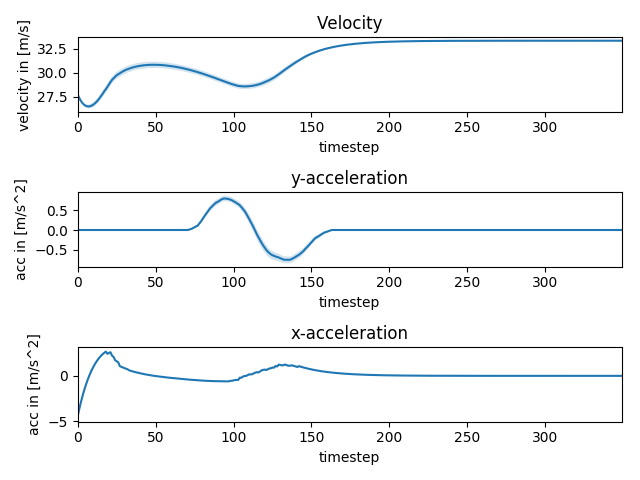 Velocity
velocity in [m/s]
32.5
30.0
27.5
0 50 100 150 200 250 300
timestep
y-acceleration
acc in [m/s^2]
0.5
0.0
−0.5
0 50 100 150 200 250 300
timestep
x-acceleration
acc in [m/s^2]
0
−5
0 50 100 150 200 250 300
timestep